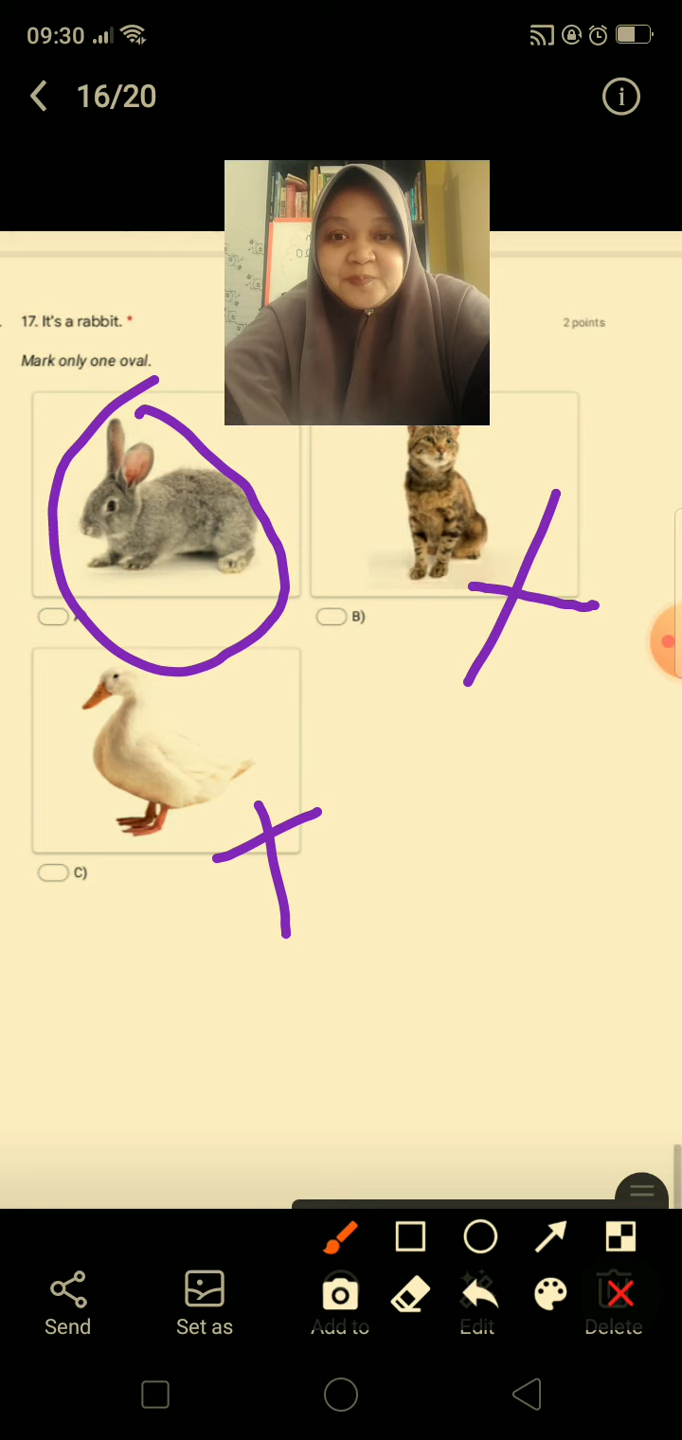 09:30
16/20
17. It's a rabbit. *
2 points
Mark only one oval.
B)
C)
Send
Set as
Add to
Edit
Delete